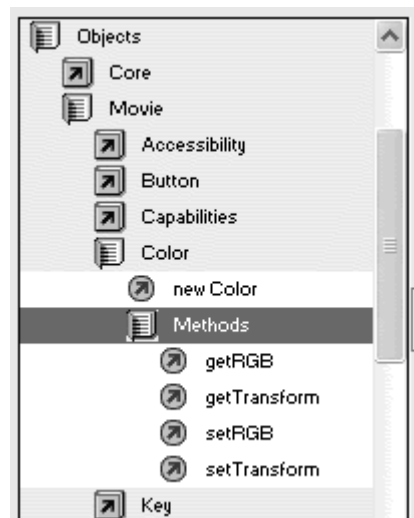 Objects
Core
Movie
Accessibility
Button
Capabilities
Color
new Color
Methods
getRGB
getTransform
setRGB
setTransform
Key